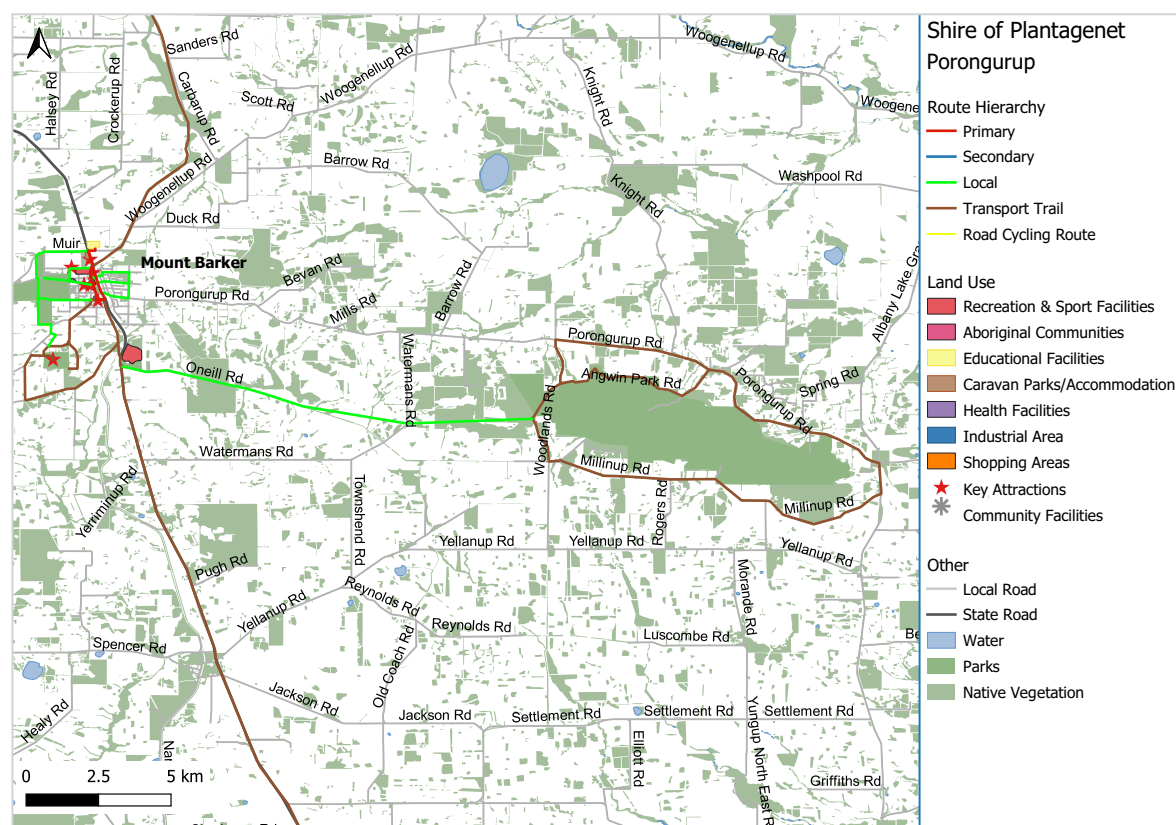 Shire of Plantagenet
Porongurup
Route Hierarchy
Primary
Secondary
Local
Transport Trail
Road Cycling Route
Land Use
Recreation & Sport Facilities
Aboriginal Communities
Educational Facilities
Caravan Parks/Accommodation
Health Facilities
Industrial Area
Shopping Areas
Key Attractions
Community Facilities
Other
Local Road
State Road
Water
Parks
Native Vegetation
Sanders Rd
Woogenellup Rd
Woogenellup Rd
Halsey Rd
Crockerup Rd
Carbarup Rd
Scott Rd
Knight Rd
Woogene
Barrow Rd
Washpool Rd
Woogenellup Rd
Knight Rd
Duck Rd
Muir
Mount Barker
Bevan Rd
Barrow Rd
Albany Lake Gra
Porongurup Rd
Mills Rd
Porongurup Rd
Watermans Rd
Oneill Rd
Angwin Park Rd
Porongurup Rd
Spring Rd
Woodlands Rd
Watermans Rd
Millinup Rd
Yerriminup Rd
Townshend Rd
Rogers Rd
Millinup Rd
Yellanup Rd
Yellanup Rd
Yellanup Rd
Pugh Rd
Reynolds Rd
Morande Rd
Yellanup Rd
Reynolds Rd
Luscombe Rd
Be
Spencer Rd
Old Coach Rd
Jackson Rd
Healy Rd
Jackson Rd
Settlement Rd
Settlement Rd
Settlement Rd
Nar
Elliott Rd
Yungup North East R
Griffiths Rd
0 2.5 5 km